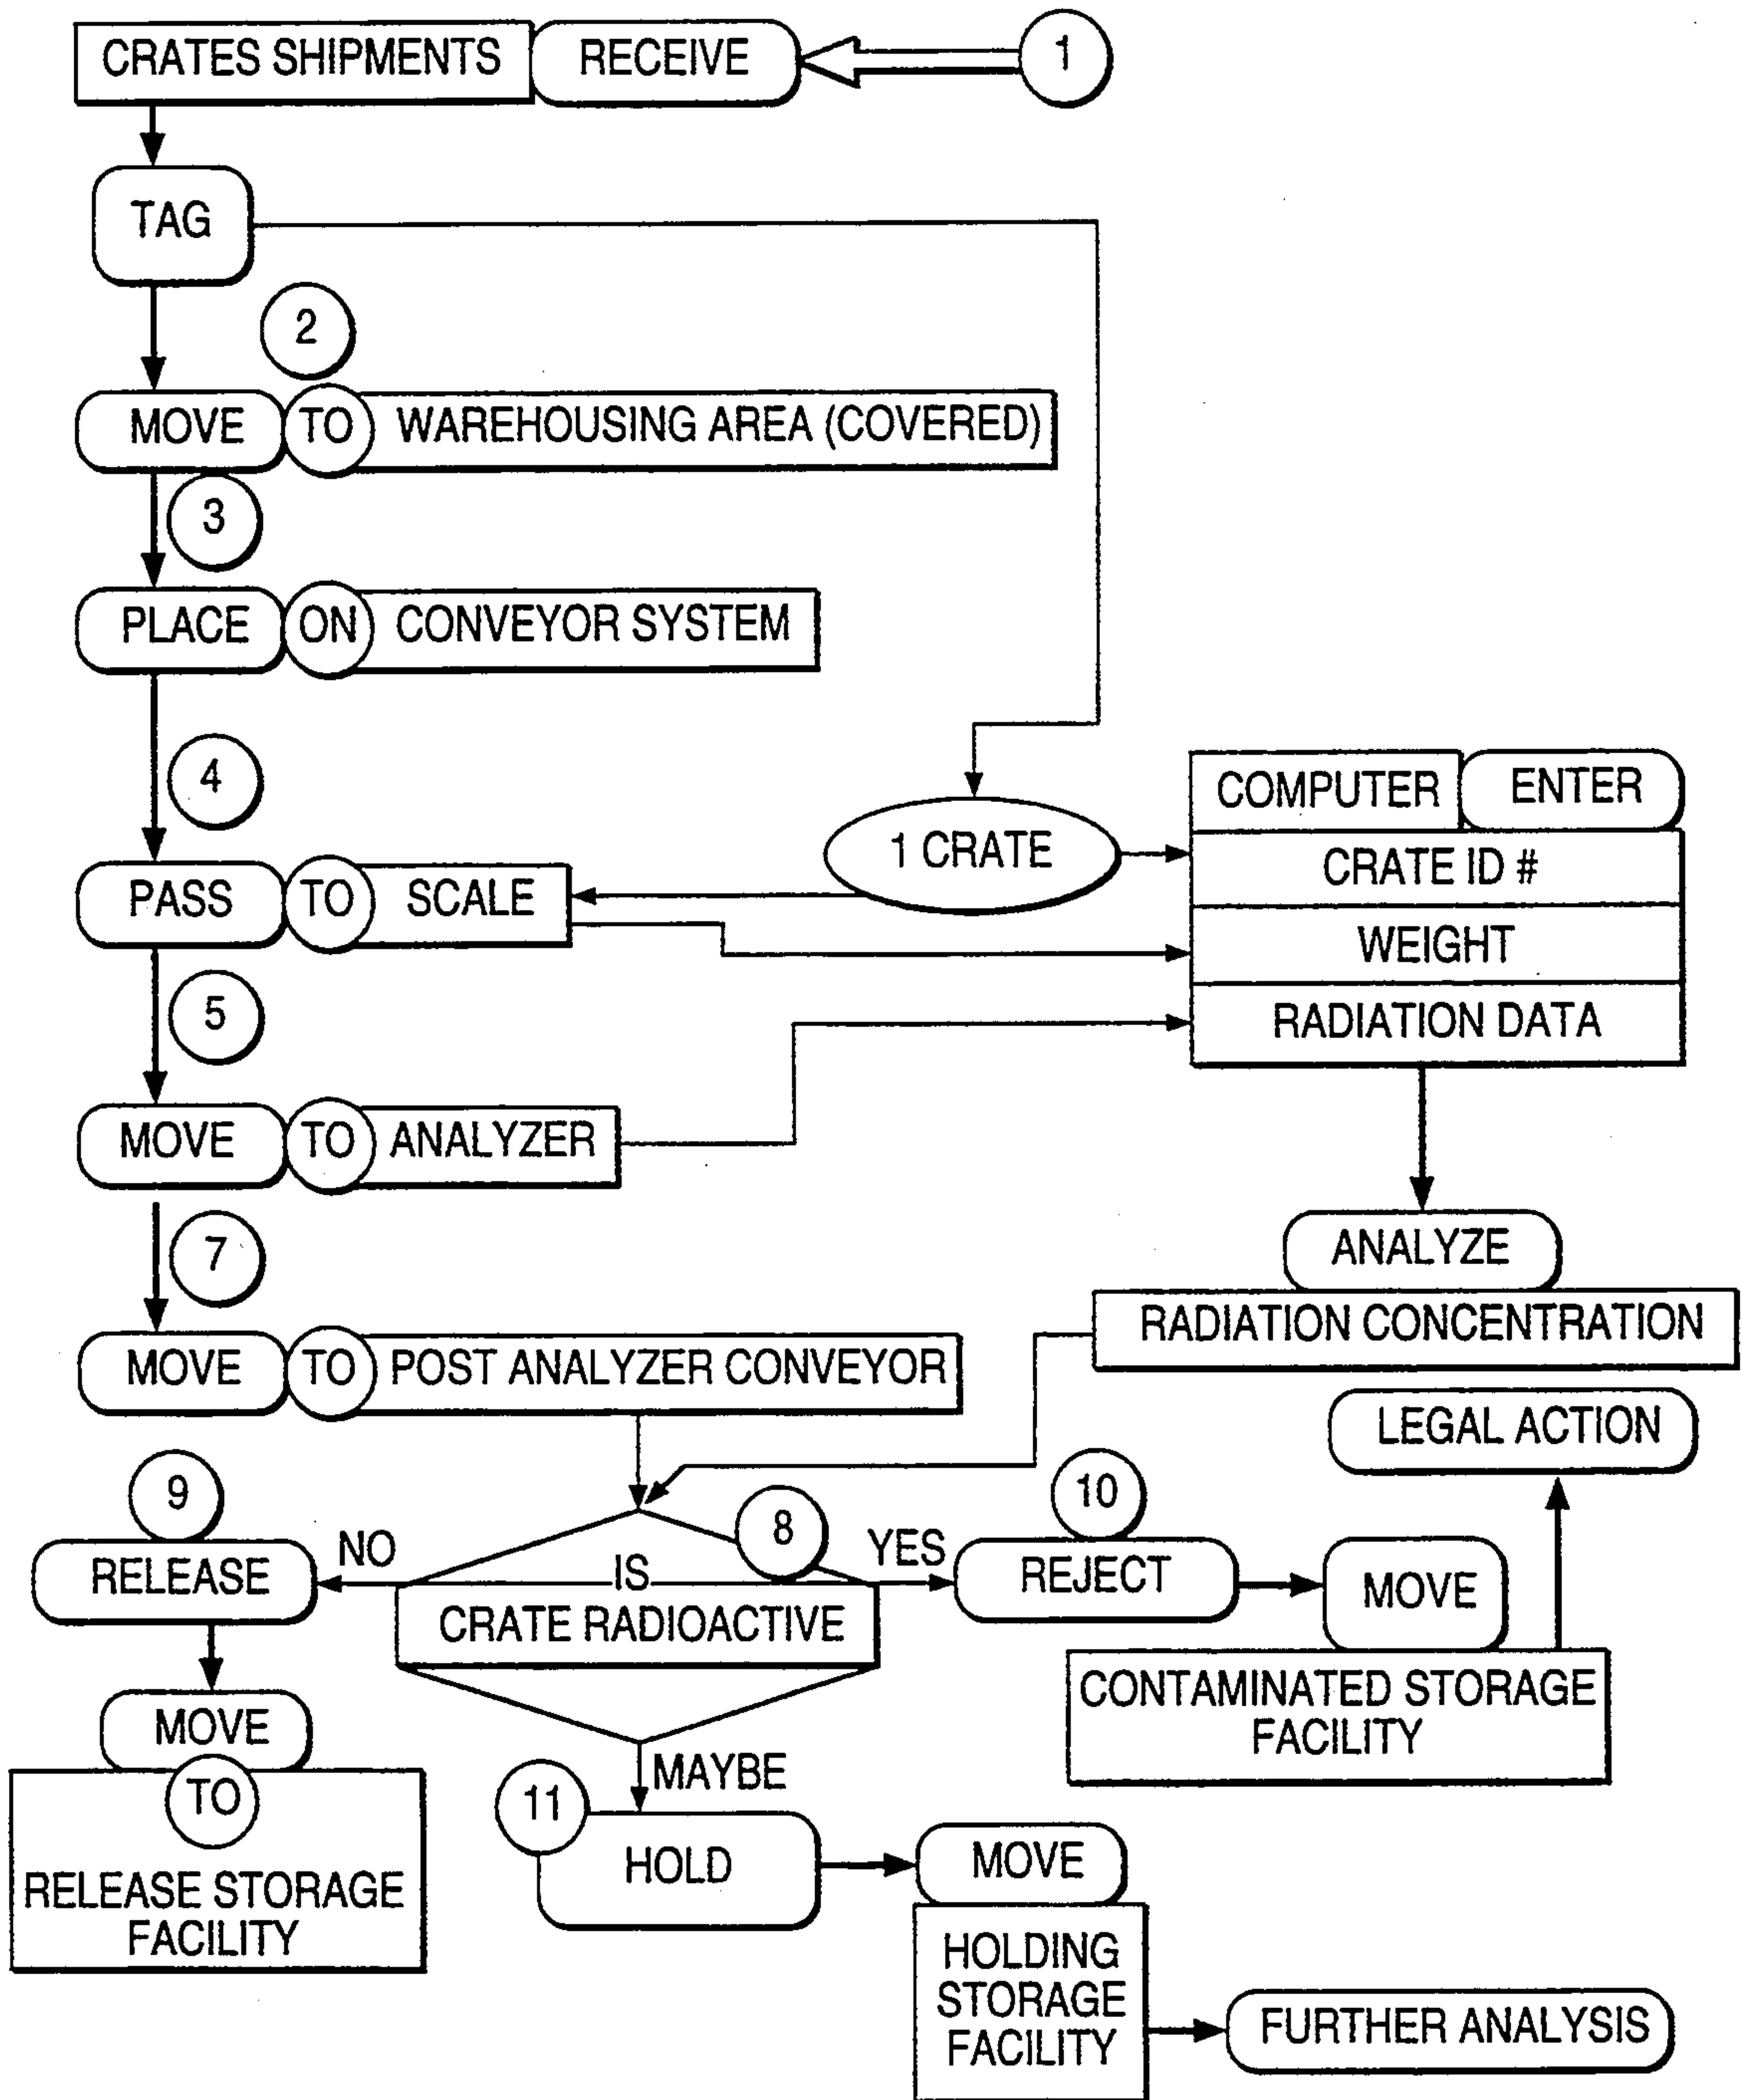 CRATES SHIPMENTS RECEIVE 1
TAG
2
MOVE TO WAREHOUSING AREA (COVERED)
3
PLACE ON CONVEYOR SYSTEM
4
COMPUTER ENTER
1 CRATE
CRATE ID #
PASS TO SCALE
WEIGHT
5
RADIATION DATA
MOVE TO ANALYZER
7
ANALYZE
RADIATION CONCENTRATION
MOVE TO POST ANALYZER CONVEYOR
LEGAL ACTION
9
10
8
RELEASE
NO
IS
YES
REJECT
MOVE
CRATE RADIOACTIVE
CONTAMINATED STORAGE
FACILITY
MOVE
TO
RELEASE STORAGE
FACILITY
MAYBE
11
HOLD
MOVE
HOLDING
STORAGE
FACILITY
FURTHER ANALYSIS